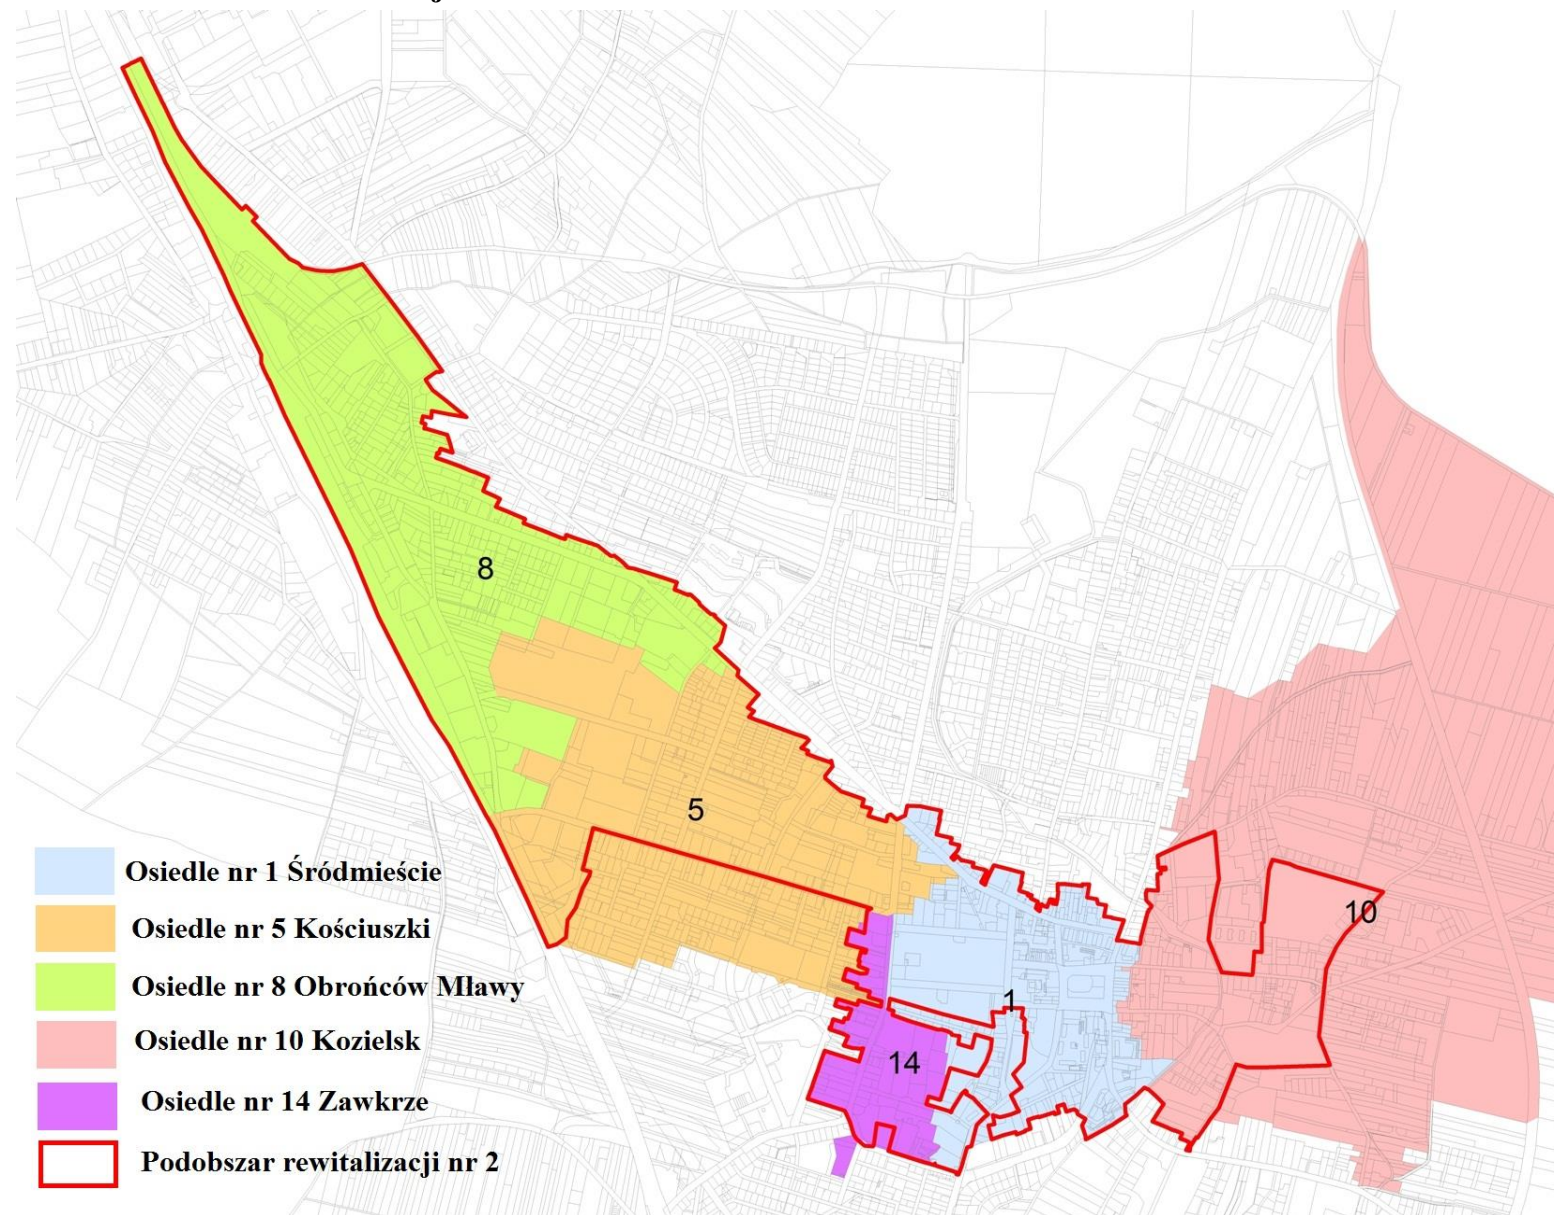 8
5
10
1
14
Osiedle nr 1 Śródmieście
Osiedle nr 5 Kościuszki
Osiedle nr 8 Obrońców Mławy
Osiedle nr 10 Kozielsk
Osiedle nr 14 Zawkrze
Podobszar rewitalizacji nr 2